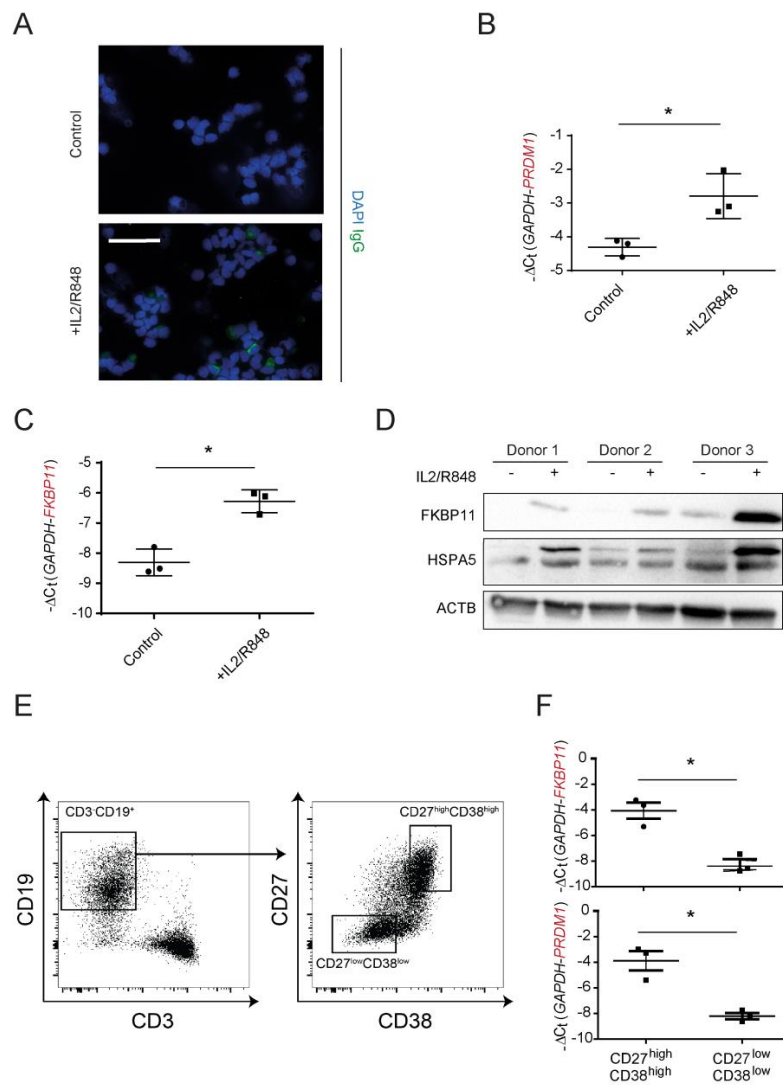 A
Control
+IL2/R848
DAPI IgG
B
-ΔCt (GAPDH-PRDM1)
*
-1
-2
-3
-4
-5
Control
+IL2/R848
C
-ΔCt (GAPDH-FKBP11)
*
-5
-6
-7
-8
-9
-10
Control
+IL2/R848
D
Donor 1 Donor 2 Donor 3
IL2/R848 - + - + - +
FKBP11
HSPA5
ACTB
E
CD3-CD19+
CD19
CD3
CD27highCD38high
CD27
CD27lowCD38low
CD38
F
-ΔCt (GAPDH-FKBP11)
*
0
-2
-4
-6
-8
-10
-ΔCt (GAPDH-PRDM1)
*
0
-2
-4
-6
-8
-10
CD27high CD27low
CD38high CD38low